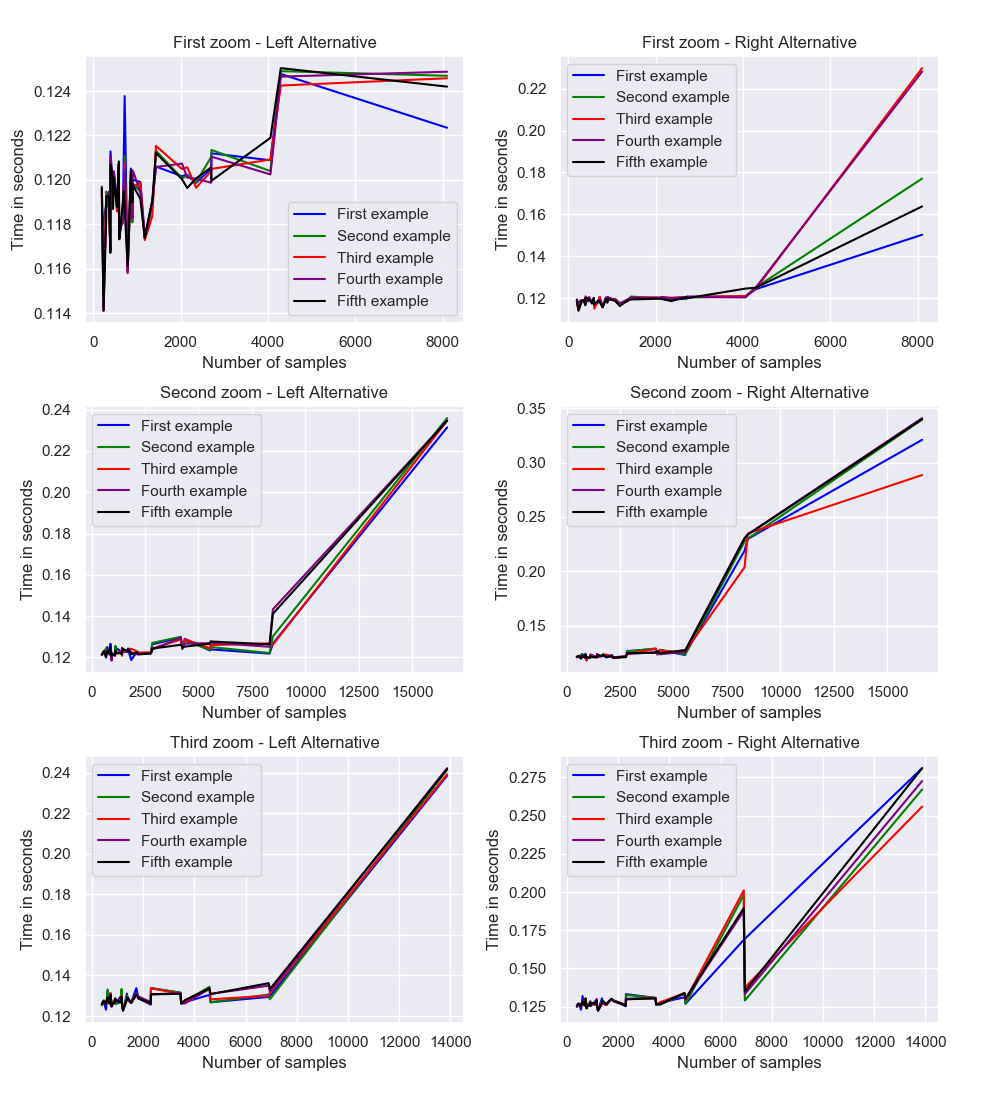 First zoom - Left Alternative
Time in seconds
0.124
0.122
0.120
0.118
0.116
0.114
First example
Second example
Third example
Fourth example
Fifth example
0 2000 4000 6000 8000
Number of samples
First zoom - Right Alternative
Time in seconds
0.22
0.20
0.18
0.16
0.14
0.12
First example
Second example
Third example
Fourth example
Fifth example
0 2000 4000 6000 8000
Number of samples
Second zoom - Left Alternative
Time in seconds
0.24
0.22
0.20
0.18
0.16
0.14
0.12
First example
Second example
Third example
Fourth example
Fifth example
0 2500 5000 7500 10000 12500 15000
Number of samples
Second zoom - Right Alternative
Time in seconds
0.35
0.30
0.25
0.20
0.15
First example
Second example
Third example
Fourth example
Fifth example
0 2500 5000 7500 10000 12500 15000
Number of samples
Third zoom - Left Alternative
Time in seconds
0.24
0.22
0.20
0.18
0.16
0.14
0.12
First example
Second example
Third example
Fourth example
Fifth example
0 2000 4000 6000 8000 10000 12000 14000
Number of samples
Third zoom - Right Alternative
Time in seconds
0.275
0.250
0.225
0.200
0.175
0.150
0.125
First example
Second example
Third example
Fourth example
Fifth example
0 2000 4000 6000 8000 10000 12000 14000
Number of samples